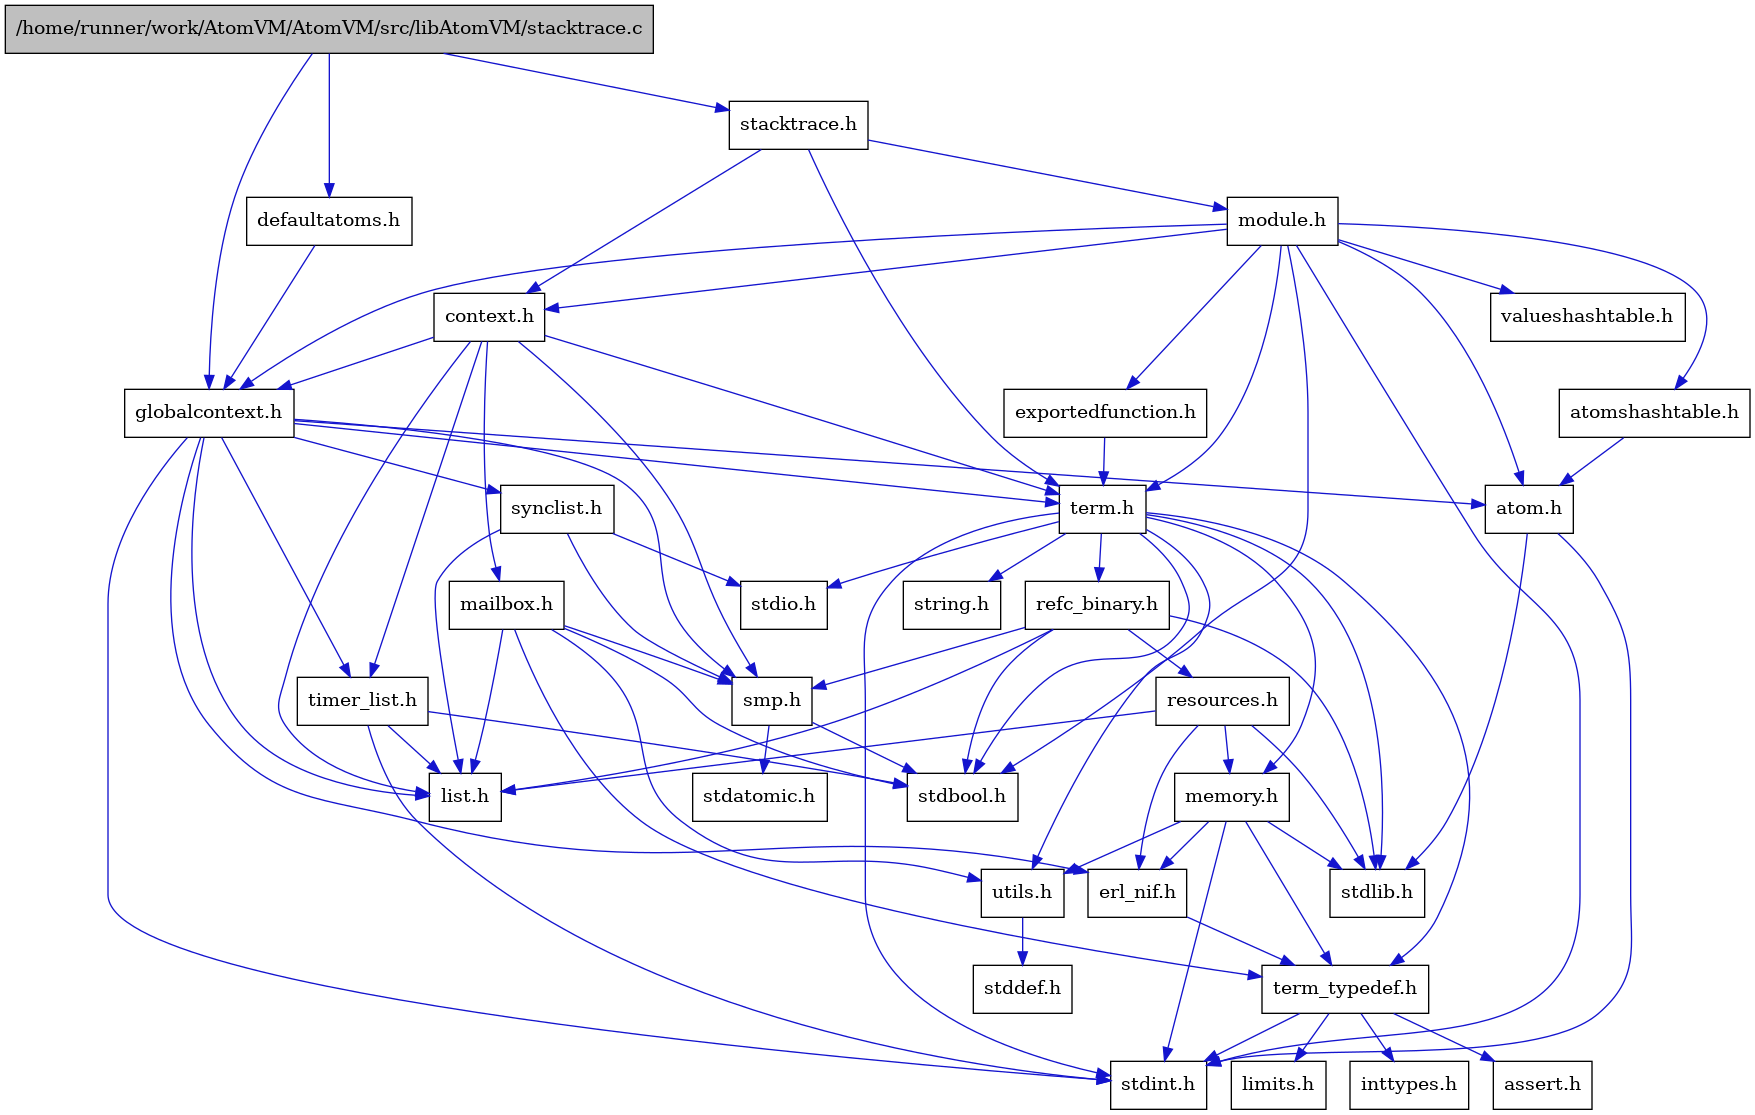 /home/runner/work/AtomVM/AtomVM/src/libAtomVM/stacktrace.c
stacktrace.h
defaultatoms.h
module.h
context.h
valueshashtable.h
globalcontext.h
exportedfunction.h
atomshashtable.h
synclist.h
term.h
atom.h
mailbox.h
stdio.h
string.h
refc_binary.h
timer_list.h
smp.h
resources.h
list.h
stdatomic.h
stdbool.h
memory.h
utils.h
erl_nif.h
stdlib.h
stddef.h
term_typedef.h
stdint.h
limits.h
inttypes.h
assert.h